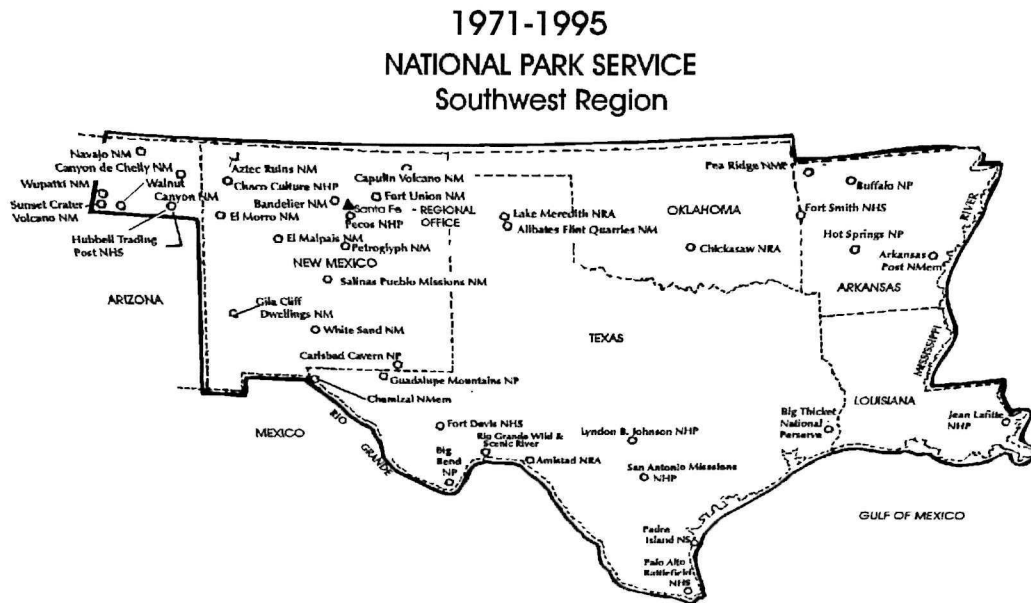 1971-1995
NATIONAL PARK SERVICE
Southwest Region
Navajo NM
Canyon de Chelly NM
Wupatki NM
Walnut
Canyon NM
Sunset Crater
Volcano NM
Hubbell Trading
Post NHS
ARIZONA
Aztec Ruins NM
Chaco Culture NHP
Bandelier NM
El Morro NM
El Malpais NM
Capulin Volcano NM
Fort Union NM
Santa Fe - REGIONAL
OFFICE
Pecos NHP
Petroglyph NM
NEW MEXICO
Salinas Pueblo Missions NM
Gila Cliff
Dwellings NM
White Sand NM
Carlsbad Cavern NP
Guadalupe Mountains NP
Chamizal NMem
MEXICO
RIO
GRANDE
Lake Meredith NRA
Alibates Flint Quarries NM
OKLAHOMA
Chickasaw NRA
TEXAS
Fort Davis NHS
Rio Grande Wild &
Scenic River
Big
Bend
NP
Amistad NRA
Lyndon B. Johnson NHP
San Antonio Missions
NHP
Padre
Island NS
Palo Alto
Battlefield
NHS
Big Thicket
National
Preserve
Pea Ridge NMP
Buffalo NP
Fort Smith NHS
Hot Springs NP
Arkansas
Post NMem
ARKANSAS
MISSISSIPPI
RIVER
LOUISIANA
Jean Lafitte
NHP
GULF OF MEXICO